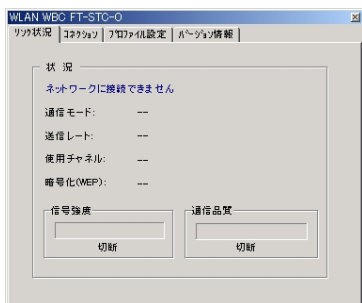 WLAN WBC FT-STC-O
リンク状況 コネクション プロファイル設定 バージョン情報
状 況
ネットワークに接続できません
通信モード: --
送信レート: --
使用チャネル: --
暗号化(WEP): --
信号強度 通信品質
切断 切断